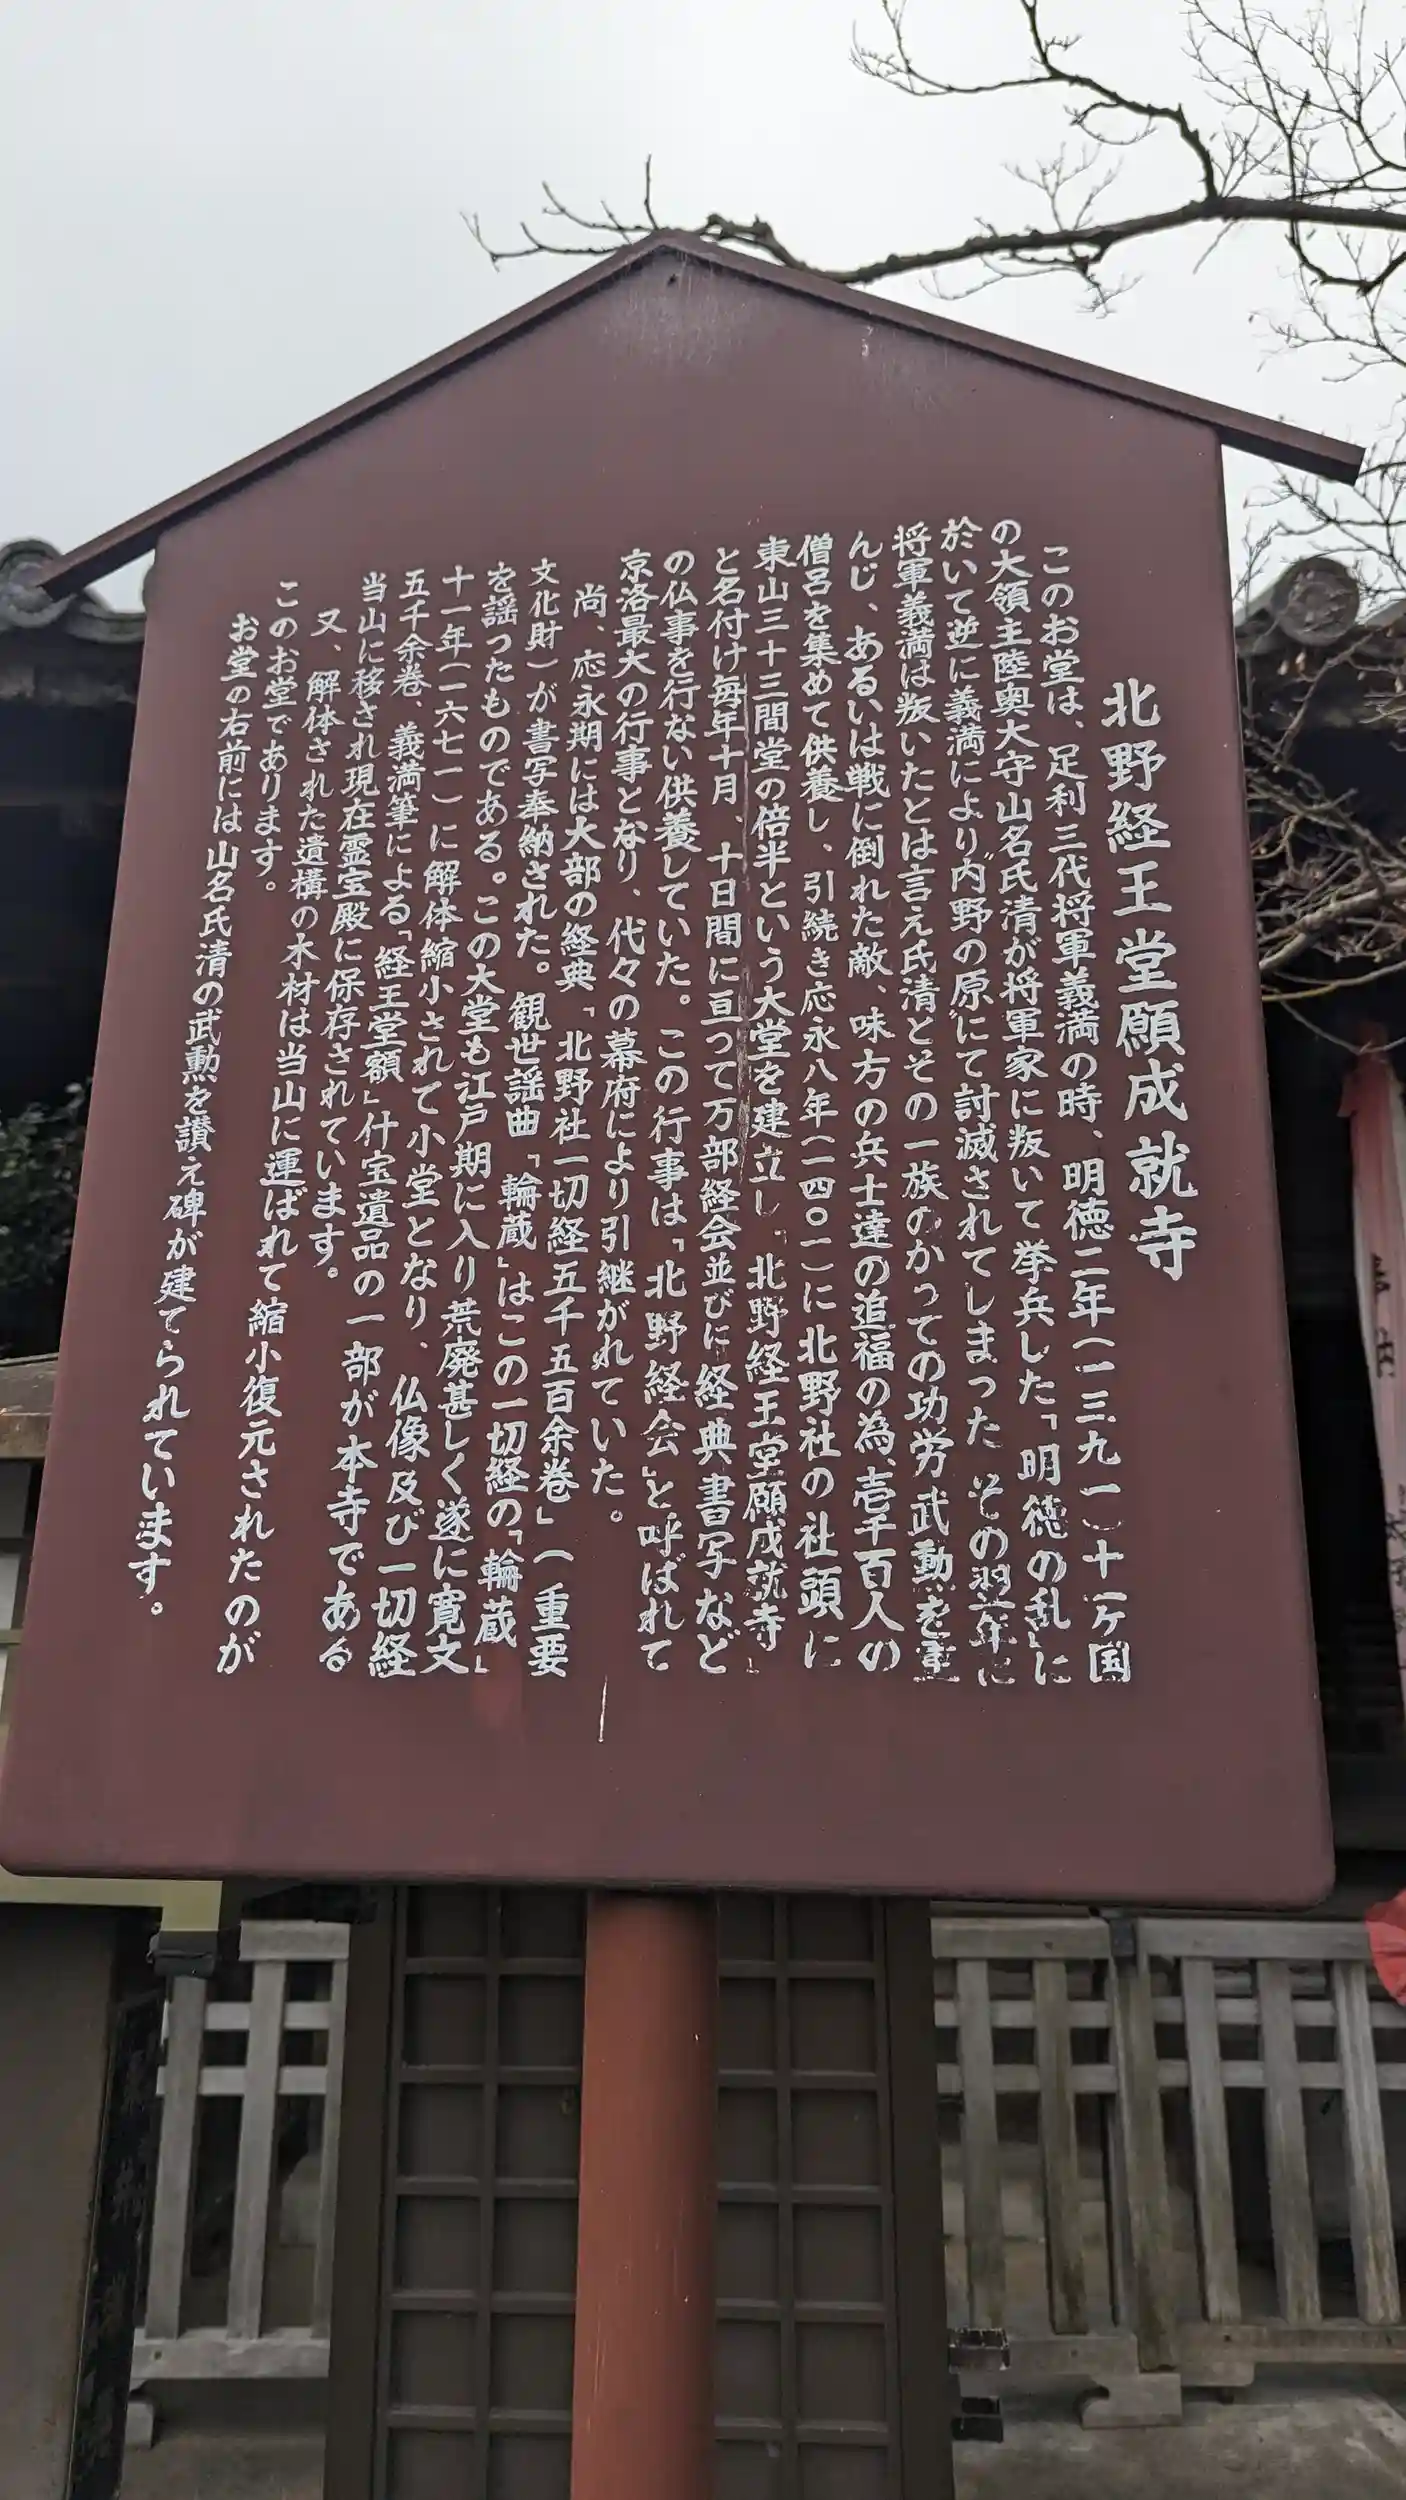 北野経王堂願成就寺
このお堂は、足利三代将軍義満の時、明徳二年(一三九一)十一ヶ国
の大領主陸奥大守山名氏清が将軍家に叛いて挙兵した「明徳の乱」に
於いて逆に義満により"内野の原"にて討滅されてしまった その翌年に
将軍義満は叛いたとは言え氏清とその一族のかっての功労武勲を重
んじ、あるいは戦に倒れた敵、味方の兵士達の追福の為、壱千百人の
僧呂を集めて供養し、引続き応永八年(一四〇一)に北野社の社頭に
東山三十三間堂の倍半という大堂を建立し、「北野経王堂願成就寺」
と名付け毎年十月、十日間に亘って万部経会並びに経典書写など
の仏事を行ない供養していた。この行事は、「北野経会」と呼ばれて
京洛最大の行事となり、代々の幕府により引継がれていた。
尚、応永期には大部の経典「北野社一切経五千五百余巻」(重要
文化財)が書写奉納された。観世謡曲「輪蔵」はこの一切経の「輪蔵」
を謡ったものである。この大堂も江戸期に入り荒廃甚しく遂に寛文
十一年(一六七一)に解体縮小されて小堂となり、仏像及び一切経
五千余巻、義満筆による「経王堂額」什宝遺品の一部が本寺である
当山に移され現在霊宝殿に保存されています。
又、解体された遺構の木材は当山に運ばれて縮小復元されたのが
このお堂であります。
お堂の右前には山名氏清の武勲を讃え碑が建てられています。